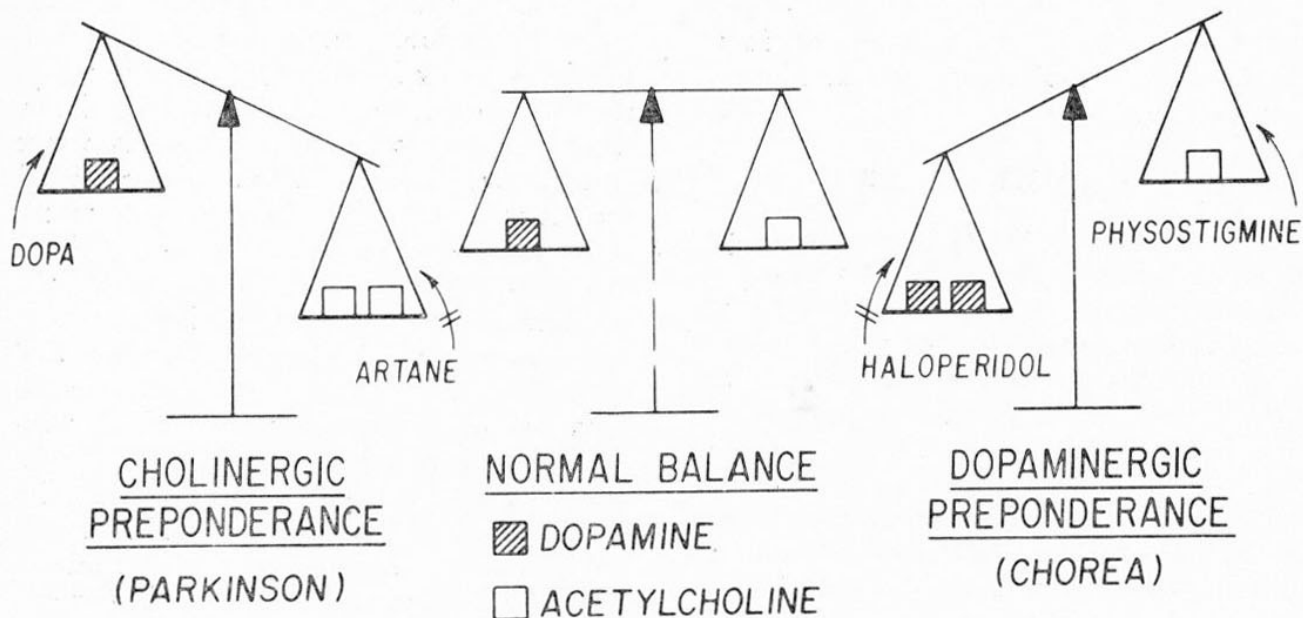 DOPA
ARTANE
CHOLINERGIC
PREPONDERANCE
(PARKINSON)
NORMAL BALANCE
DOPAMINE
ACETYLCHOLINE
PHYSOSTIGMINE
HALOPERIDOL
DOPAMINERGIC
PREPONDERANCE
(CHOREA)